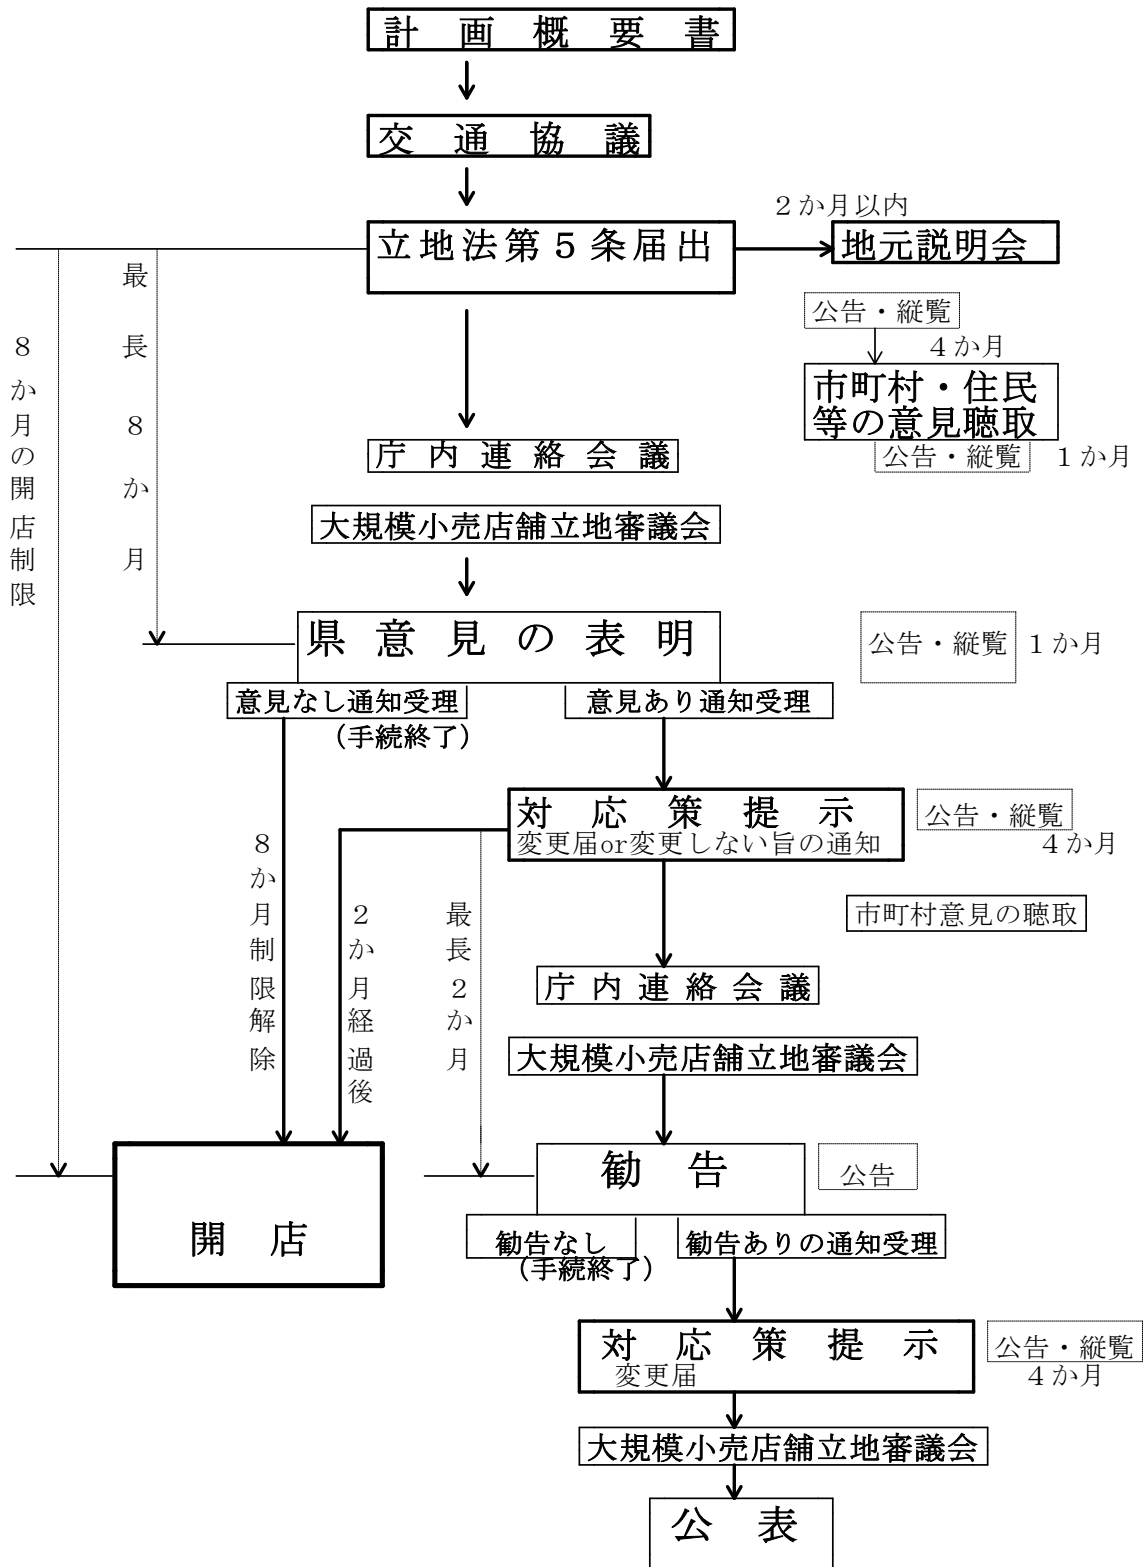 計画概要書
交通協議
２か月以内
立地法第５条届出
地元説明会
最長８か月
８か月の開店制限
公告・縦覧
４か月
市町村・住民
等の意見聴取
公告・縦覧
１か月
庁内連絡会議
大規模小売店舗立地審議会
県意見の表明
公告・縦覧
１か月
意見なし通知受理
(手続終了)
意見あり通知受理
対応策提示
変更届or変更しない旨の通知
公告・縦覧
４か月
８か月制限解除
２か月経過後
最長２か月
市町村意見の聴取
庁内連絡会議
大規模小売店舗立地審議会
勧告
公告
開店
勧告なし
(手続終了)
勧告ありの通知受理
対応策提示
変更届
公告・縦覧
４か月
大規模小売店舗立地審議会
公表